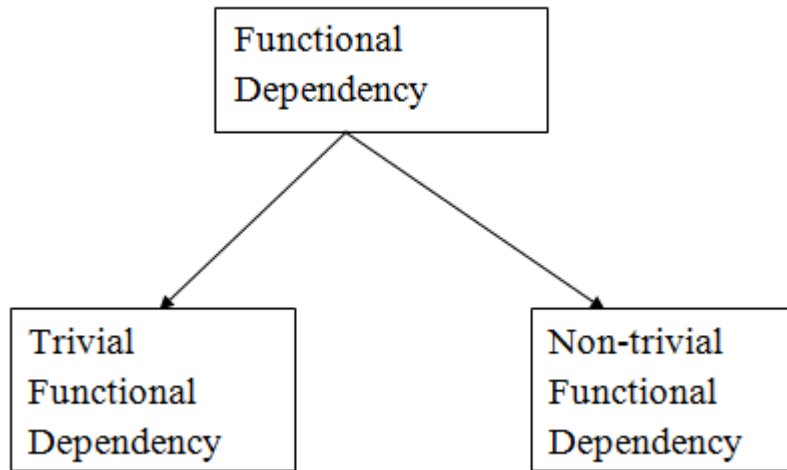 Functional
Dependency
Trivial
Functional
Dependency
Non-trivial
Functional
Dependency